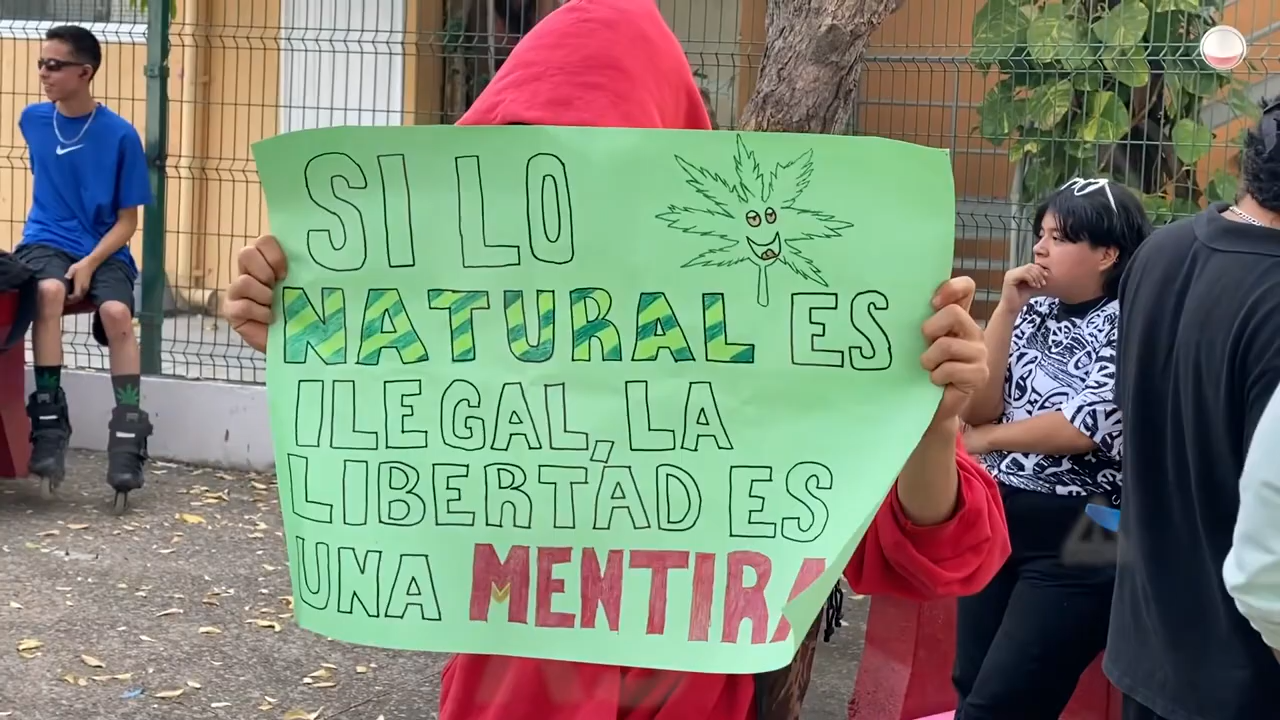 SI LO
NATURAL ES
ILEGAL, LA
LIBERTAD ES
UNA MENTIRA